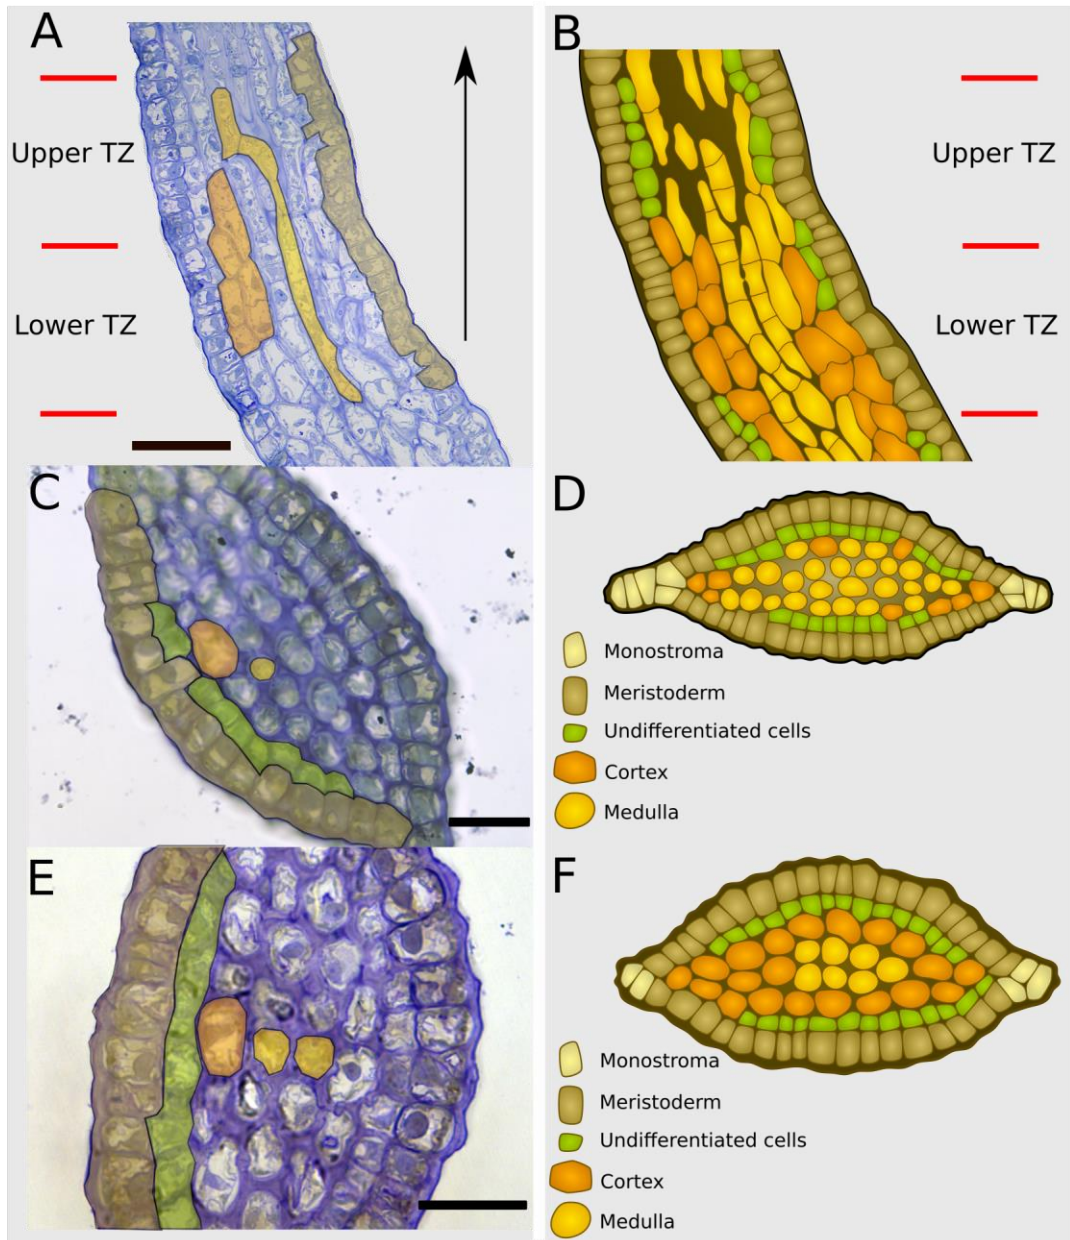 A
B
Upper TZ
Upper TZ
Lower TZ
Lower TZ
C
D
Monostroma
Meristoderm
Undifferentiated cells
Cortex
Medulla
E
F
Monostroma
Meristoderm
Undifferentiated cells
Cortex
Medulla